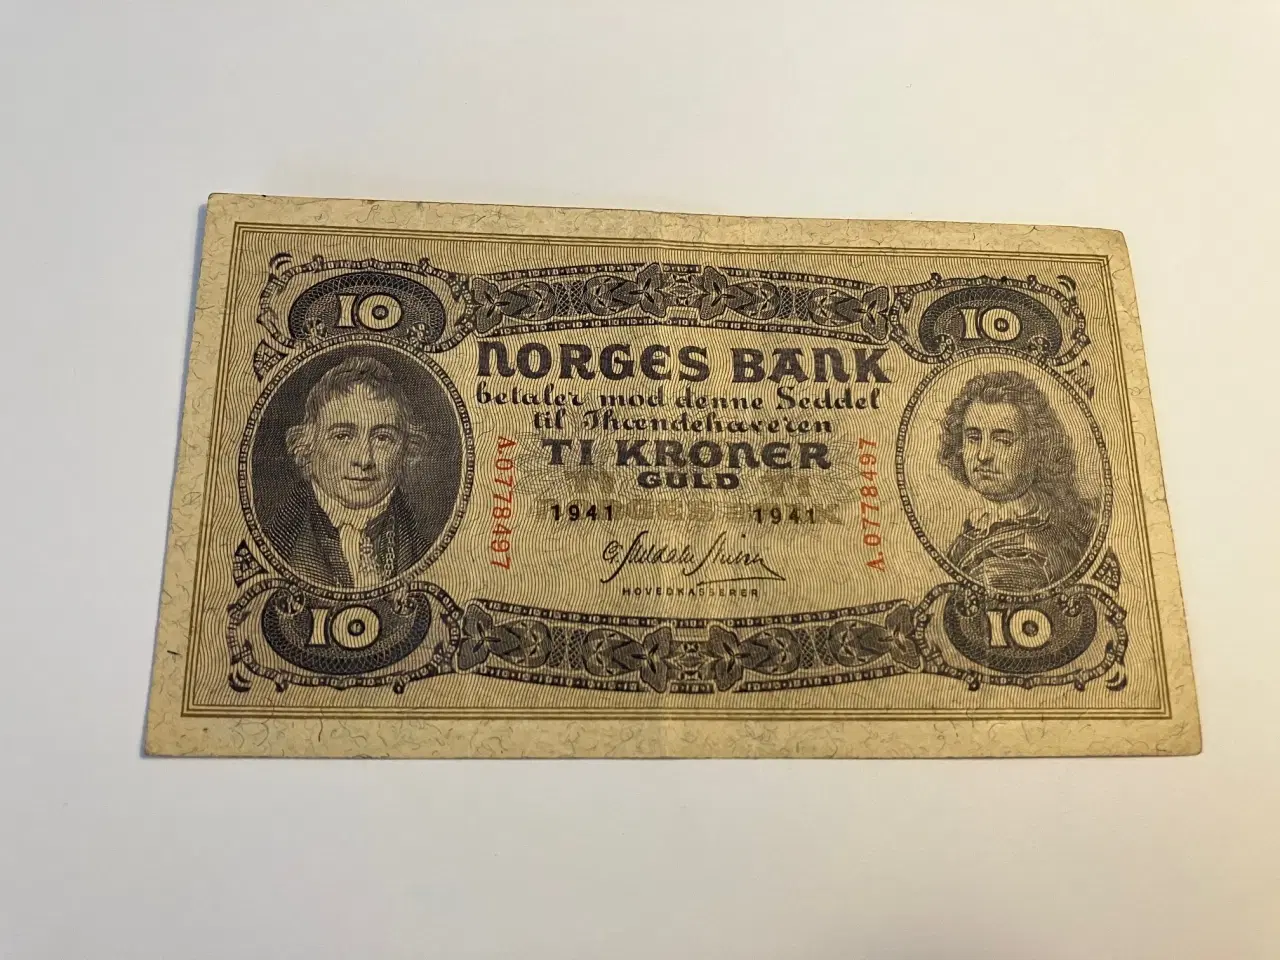 10
10
NORGES BANK
betaler mod denne Seddel
til Ihændehaveren
TI KRONER
GULD
A.0778497
A.0778497
1941 1941
HOVEDKASSERER
10
10